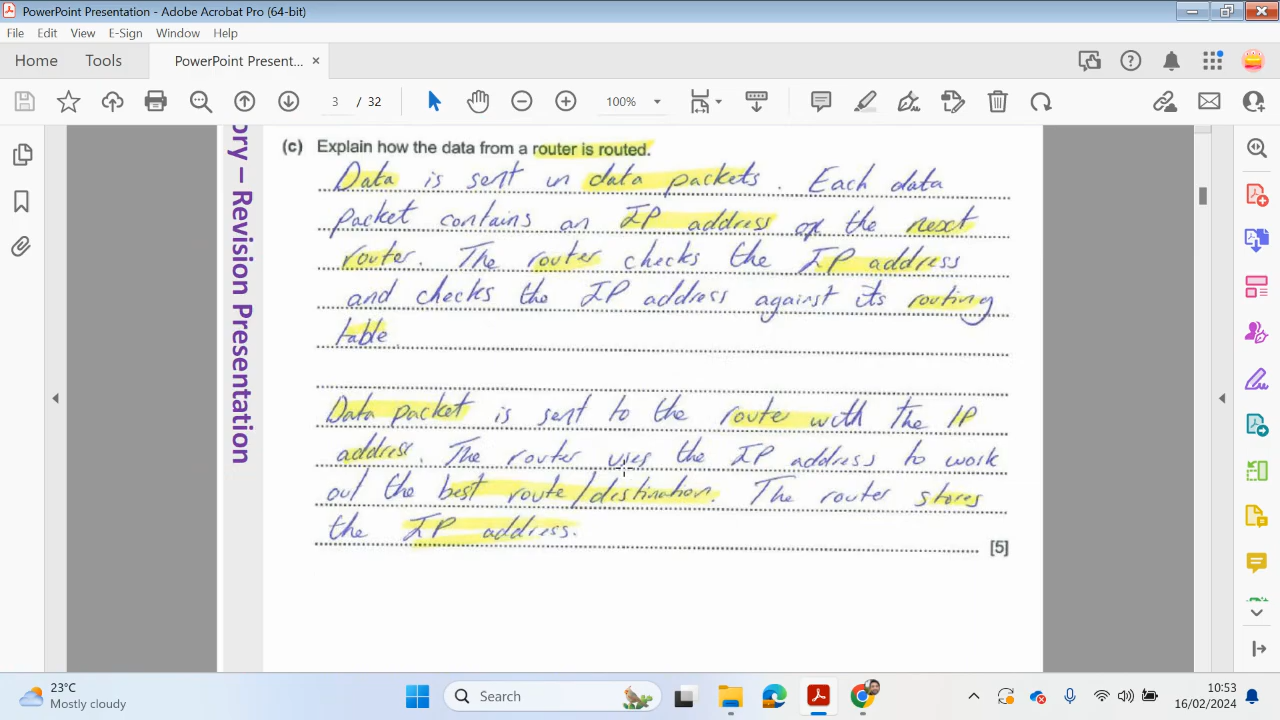 PowerPoint Presentation - Adobe Acrobat Pro (64-bit)
File Edit View E-Sign Window Help
Home Tools PowerPoint Present... ×
3 / 32 100%
ory – Revision Presentation
(c) Explain how the data from a router is routed.
Data is sent in data packets. Each data
packet contains an IP address of the next
router. The router checks the IP address
and checks the IP address against its routing
table.
Data packet is sent to the route with the IP
address. The router uses the IP address to work
out the best route/destination. The router stores
the IP address.
[5]
23°C
Mostly cloudy
Search
10:53
16/02/2024